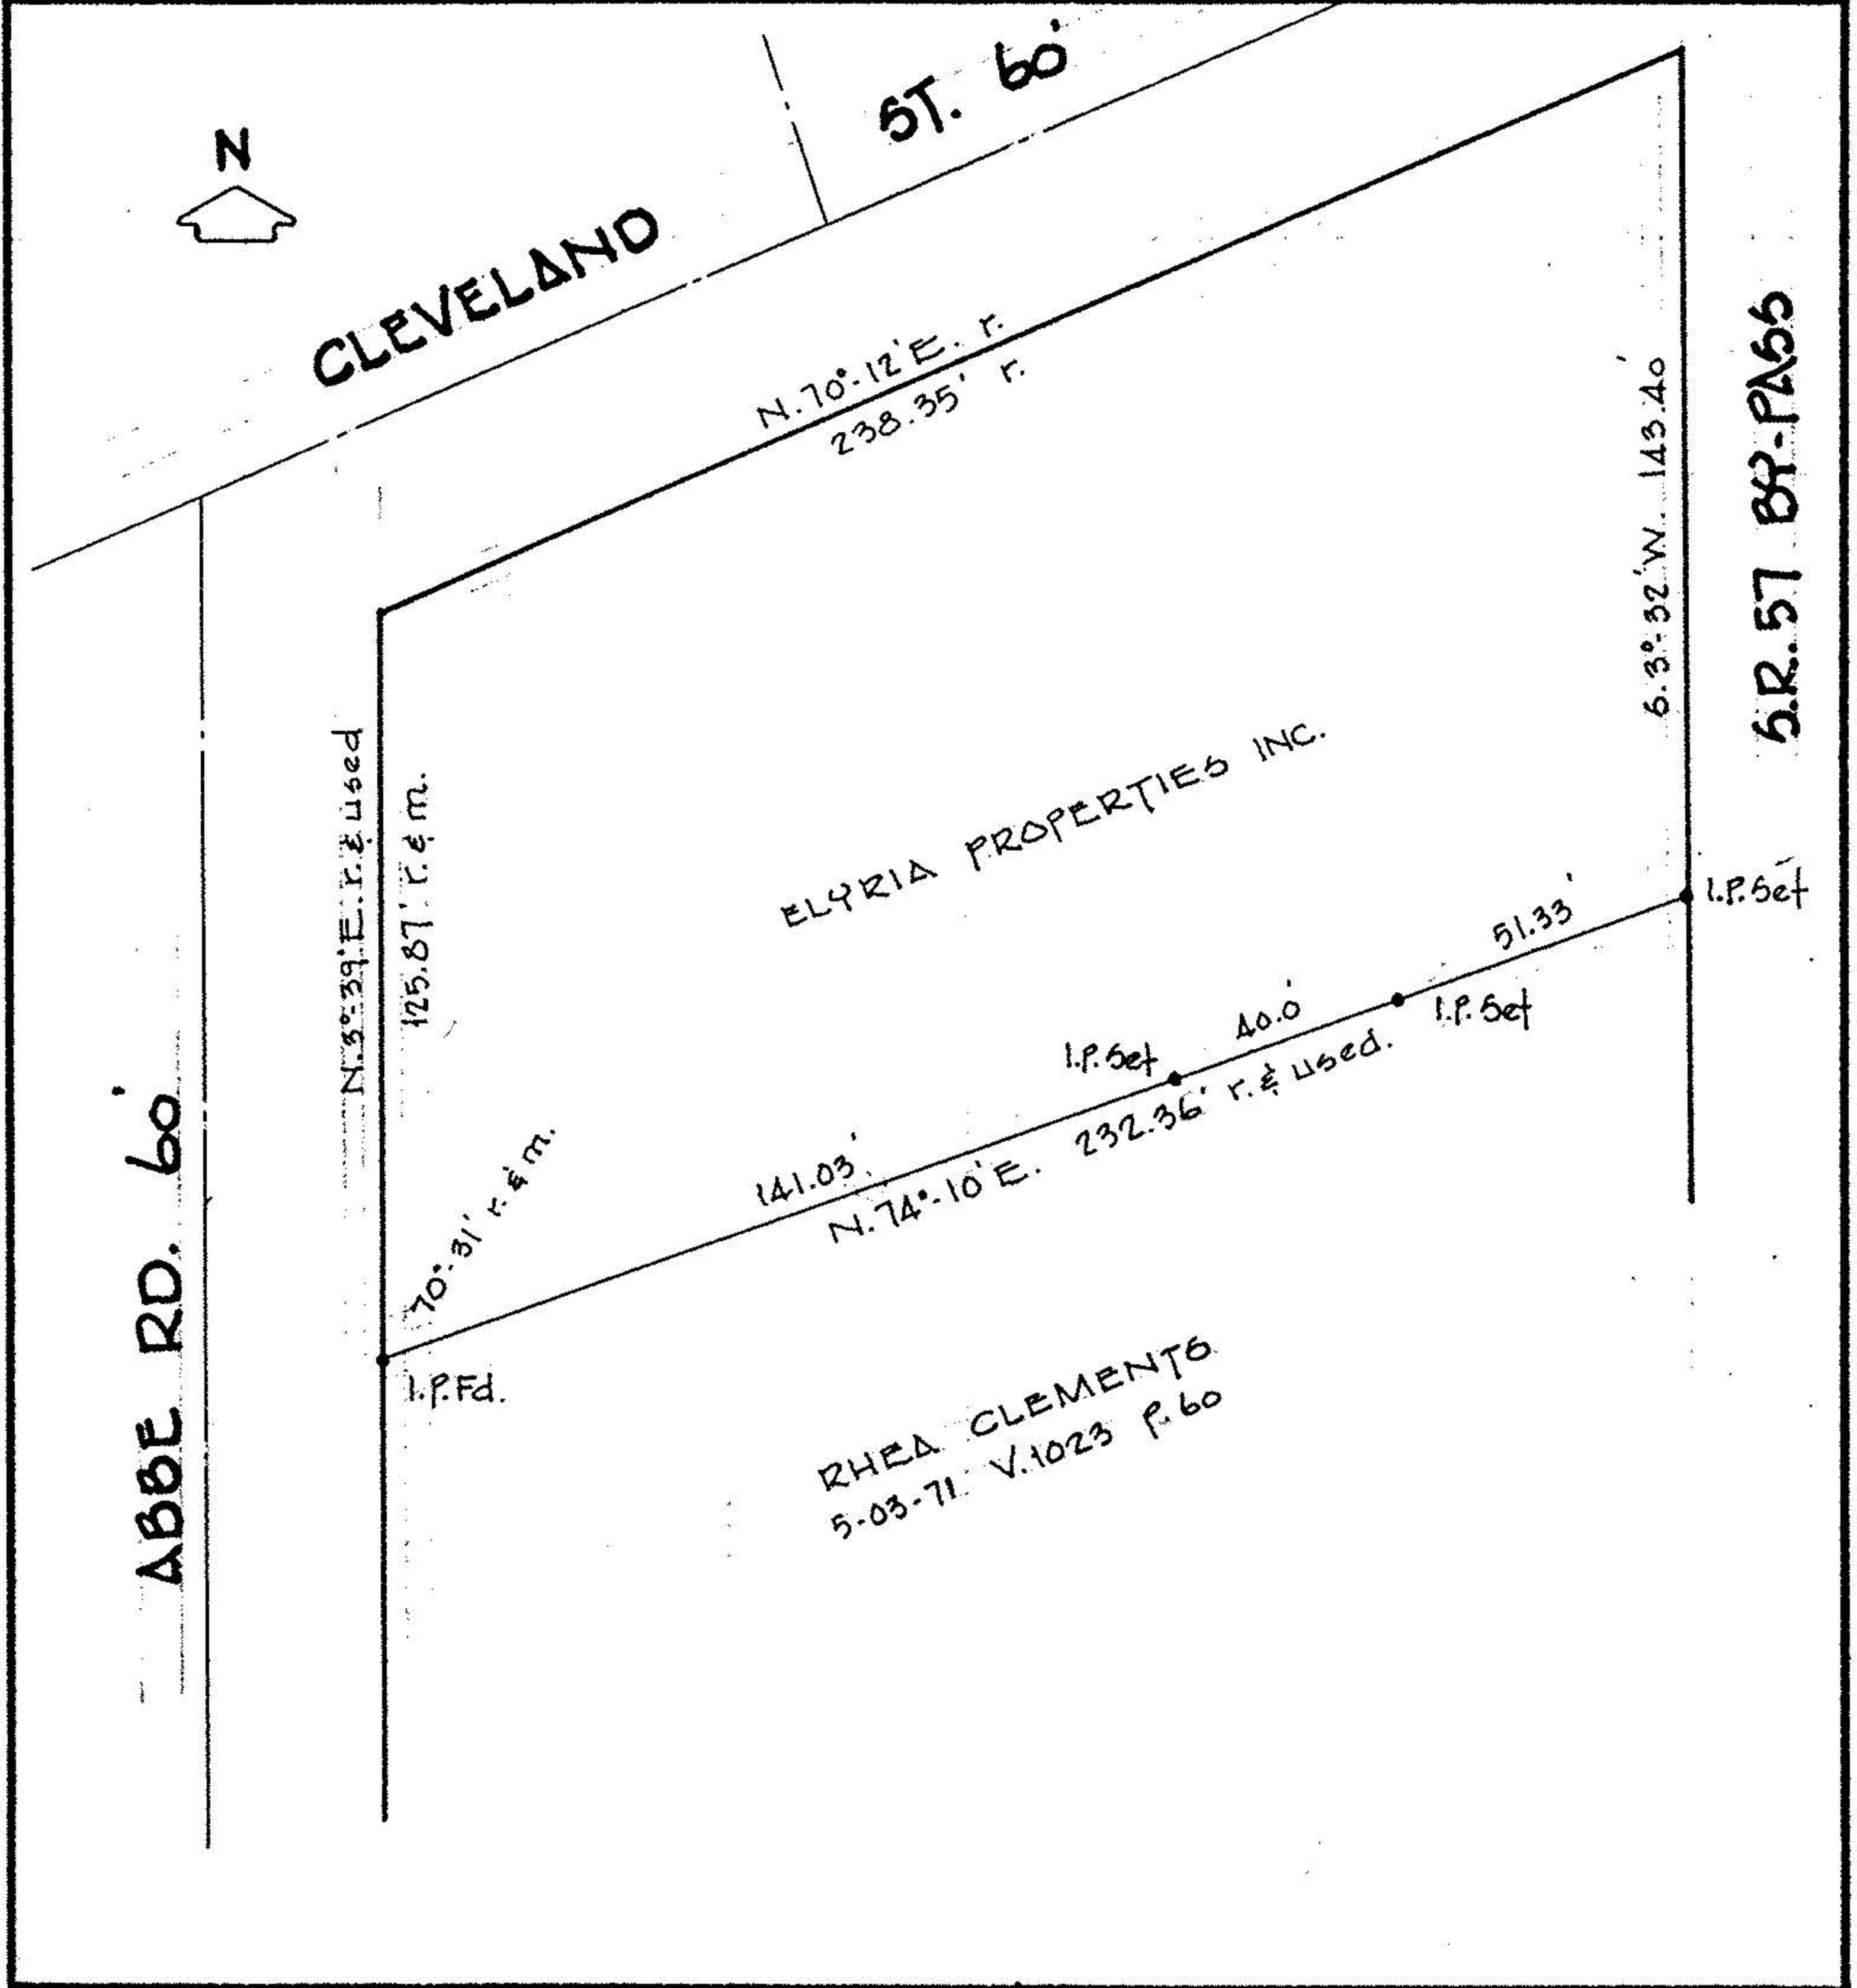 N
CLEVELAND ST. 60'
N. 70°-12' E. r.
238.35' r.
S. 3°-32' W. 143.40'
S.R. 57 BY-PASS
N. 3°-39' E. r. & used
125.87' r. & m.
ELYRIA PROPERTIES INC.
I.P. Set
51.33'
I.P. Set
40.0'
I.P. Set
141.03'
N. 74°-10' E. 232.36' r. & used.
70°-31' r. & m.
I.P. Fd.
ABBE RD. 60'
RHEA CLEMENTS
5-03-71 V. 1023 P. 60